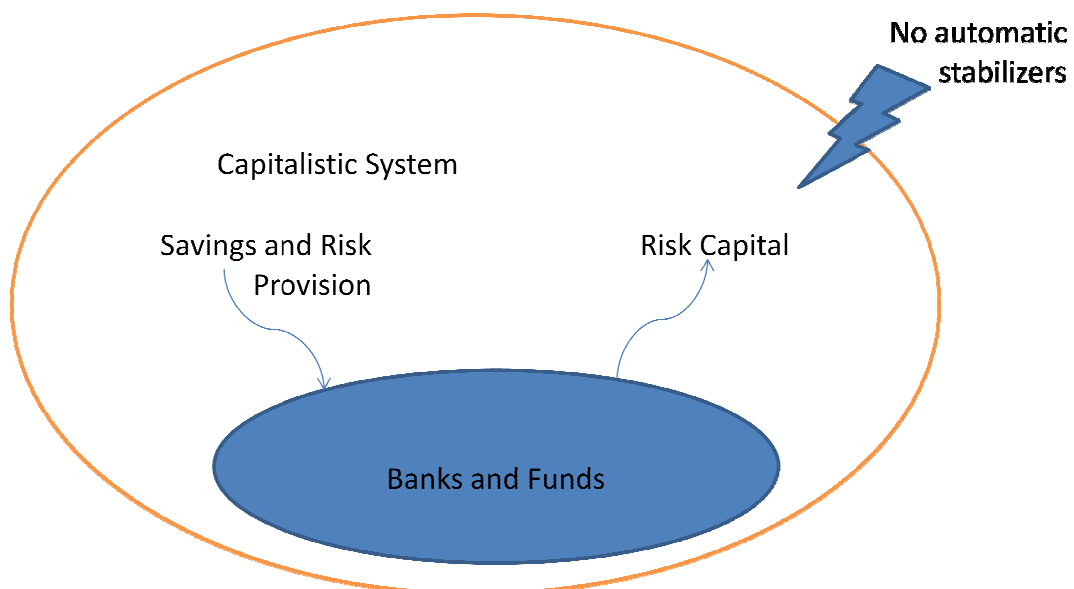 No automatic
stabilizers
Capitalistic System
Savings and Risk
Provision
Risk Capital
Banks and Funds